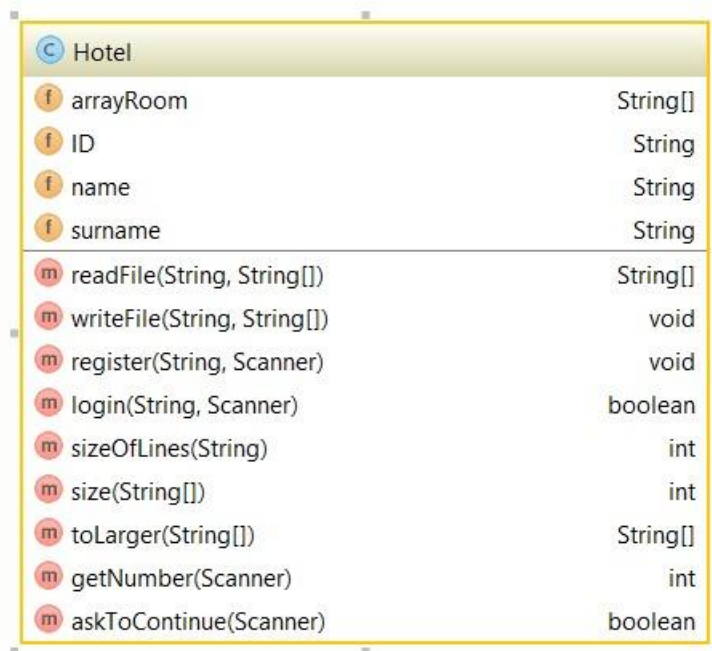 C Hotel
f arrayRoom String[]
f ID String
f name String
f surname String
m readFile(String, String[]) String[]
m writeFile(String, String[]) void
m register(String, Scanner) void
m login(String, Scanner) boolean
m sizeOfLines(String) int
m size(String[]) int
m toLarger(String[]) String[]
m getNumber(Scanner) int
m askToContinue(Scanner) boolean